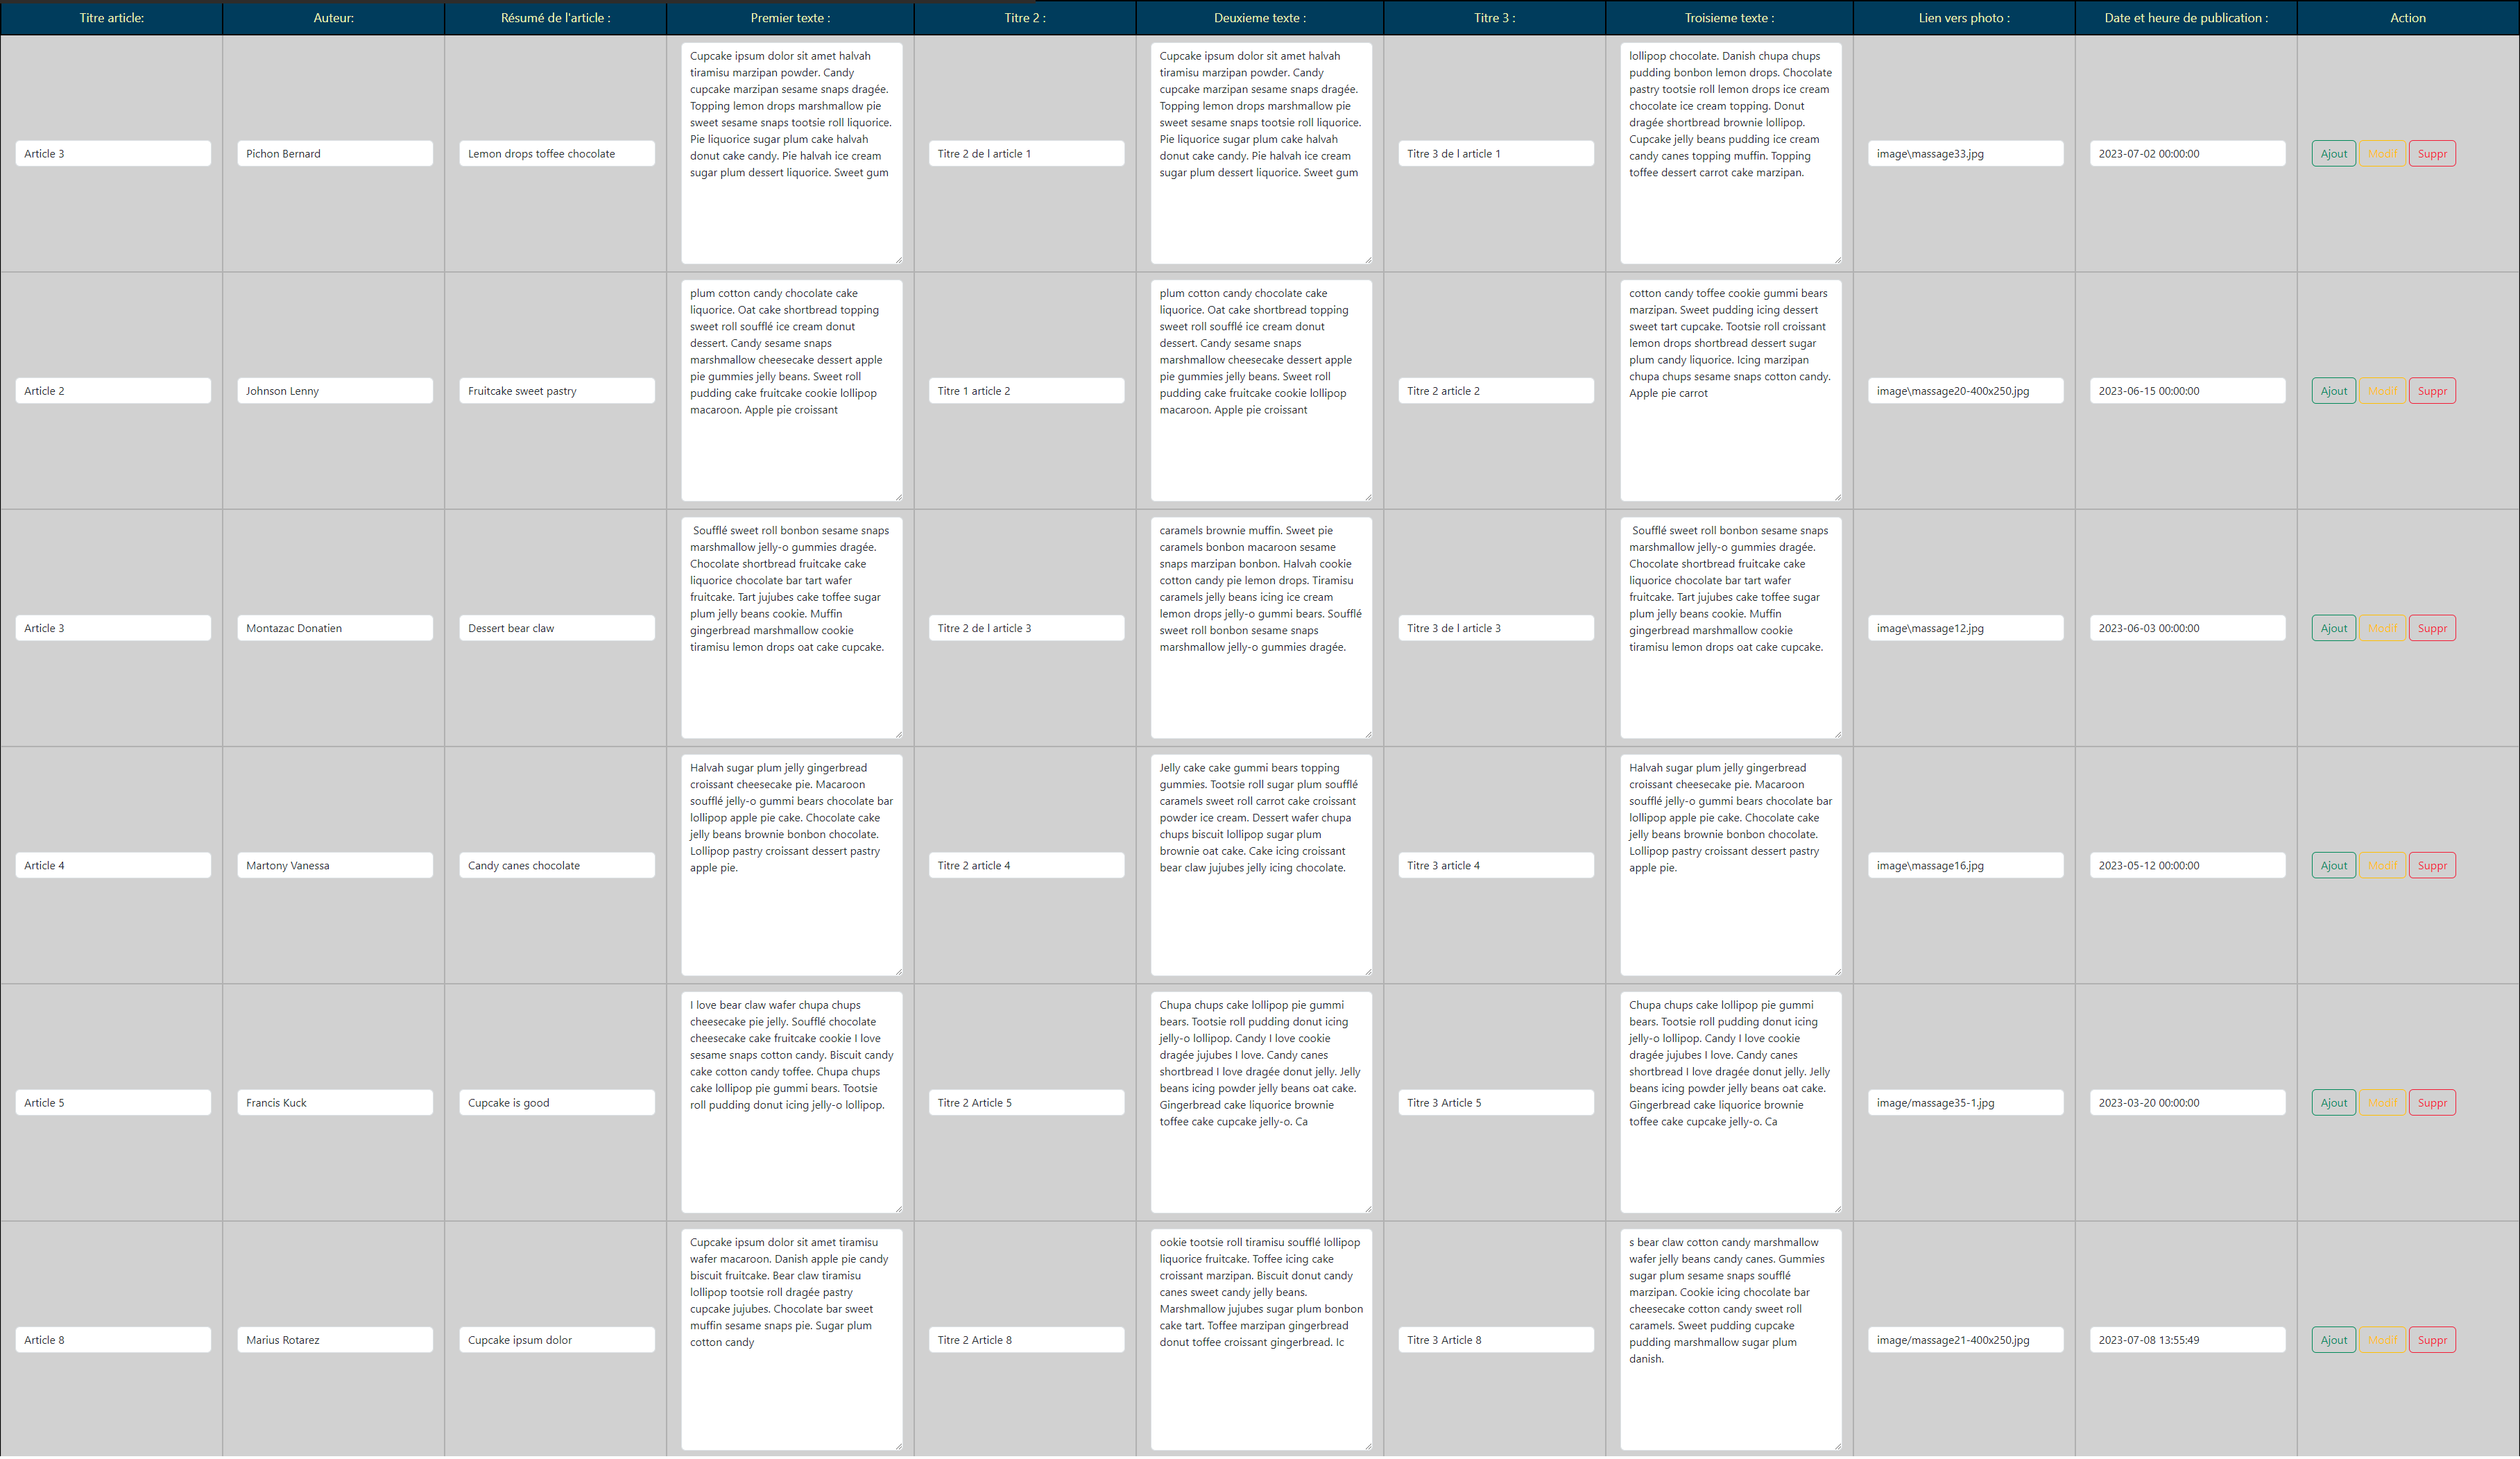 Titre article:
Auteur:
Résumé de l'article :
Premier texte :
Titre 2 :
Deuxieme texte :
Titre 3 :
Troisieme texte :
Lien vers photo :
Date et heure de publication :
Action
Article 3
Pichon Bernard
Lemon drops toffee chocolate
Cupcake ipsum dolor sit amet halvah
tiramisu marzipan powder. Candy
cupcake marzipan sesame snaps dragée.
Topping lemon drops marshmallow pie
sweet sesame snaps tootsie roll liquorice.
Pie liquorice sugar plum cake halvah
donut cake candy. Pie halvah ice cream
sugar plum dessert liquorice. Sweet gum
Titre 2 de l article 1
Cupcake ipsum dolor sit amet halvah
tiramisu marzipan powder. Candy
cupcake marzipan sesame snaps dragée.
Topping lemon drops marshmallow pie
sweet sesame snaps tootsie roll liquorice.
Pie liquorice sugar plum cake halvah
donut cake candy. Pie halvah ice cream
sugar plum dessert liquorice. Sweet gum
Titre 3 de l article 1
lollipop chocolate. Danish chupa chups
pudding bonbon lemon drops. Chocolate
pastry tootsie roll lemon drops ice cream
chocolate ice cream topping. Donut
dragée shortbread brownie lollipop.
Cupcake jelly beans pudding ice cream
candy canes topping muffin. Topping
toffee dessert carrot cake marzipan.
image\massage33.jpg
2023-07-02 00:00:00
Ajout Modif Suppr
Article 2
Johnson Lenny
Fruitcake sweet pastry
plum cotton candy chocolate cake
liquorice. Oat cake shortbread topping
sweet roll soufflé ice cream donut
dessert. Candy sesame snaps
marshmallow cheesecake dessert apple
pie gummies jelly beans. Sweet roll
pudding cake fruitcake cookie lollipop
macaroon. Apple pie croissant
Titre 1 article 2
plum cotton candy chocolate cake
liquorice. Oat cake shortbread topping
sweet roll soufflé ice cream donut
dessert. Candy sesame snaps
marshmallow cheesecake dessert apple
pie gummies jelly beans. Sweet roll
pudding cake fruitcake cookie lollipop
macaroon. Apple pie croissant
Titre 2 article 2
cotton candy toffee cookie gummi bears
marzipan. Sweet pudding icing dessert
sweet tart cupcake. Tootsie roll croissant
lemon drops shortbread dessert sugar
plum candy liquorice. Icing marzipan
chupa chups sesame snaps cotton candy.
Apple pie carrot
image\massage20-400x250.jpg
2023-06-15 00:00:00
Ajout Modif Suppr
Article 3
Montazac Donatien
Dessert bear claw
Soufflé sweet roll bonbon sesame snaps
marshmallow jelly-o gummies dragée.
Chocolate shortbread fruitcake cake
liquorice chocolate bar tart wafer
fruitcake. Tart jujubes cake toffee sugar
plum jelly beans cookie. Muffin
gingerbread marshmallow cookie
tiramisu lemon drops oat cake cupcake.
Titre 2 de l article 3
caramels brownie muffin. Sweet pie
caramels bonbon macaroon sesame
snaps marzipan bonbon. Halvah cookie
cotton candy pie lemon drops. Tiramisu
caramels jelly beans icing ice cream
lemon drops jelly-o gummi bears. Soufflé
sweet roll bonbon sesame snaps
marshmallow jelly-o gummies dragée.
Titre 3 de l article 3
Soufflé sweet roll bonbon sesame snaps
marshmallow jelly-o gummies dragée.
Chocolate shortbread fruitcake cake
liquorice chocolate bar tart wafer
fruitcake. Tart jujubes cake toffee sugar
plum jelly beans cookie. Muffin
gingerbread marshmallow cookie
tiramisu lemon drops oat cake cupcake.
image\massage12.jpg
2023-06-03 00:00:00
Ajout Modif Suppr
Article 4
Martony Vanessa
Candy canes chocolate
Halvah sugar plum jelly gingerbread
croissant cheesecake pie. Macaroon
soufflé jelly-o gummi bears chocolate bar
lollipop apple pie cake. Chocolate cake
jelly beans brownie bonbon chocolate.
Lollipop pastry croissant dessert pastry
apple pie.
Titre 2 article 4
Jelly cake cake gummi bears topping
gummies. Tootsie roll sugar plum soufflé
caramels sweet roll carrot cake croissant
powder ice cream. Dessert wafer chupa
chups biscuit lollipop sugar plum
brownie oat cake. Cake icing croissant
bear claw jujubes jelly icing chocolate.
Titre 3 article 4
Halvah sugar plum jelly gingerbread
croissant cheesecake pie. Macaroon
soufflé jelly-o gummi bears chocolate bar
lollipop apple pie cake. Chocolate cake
jelly beans brownie bonbon chocolate.
Lollipop pastry croissant dessert pastry
apple pie.
image\massage16.jpg
2023-05-12 00:00:00
Ajout Modif Suppr
Article 5
Francis Kuck
Cupcake is good
I love bear claw wafer chupa chups
cheesecake pie jelly. Soufflé chocolate
cheesecake cake fruitcake cookie I love
sesame snaps cotton candy. Biscuit candy
cake cotton candy toffee. Chupa chups
cake lollipop pie gummi bears. Tootsie
roll pudding donut icing jelly-o lollipop.
Titre 2 Article 5
Chupa chups cake lollipop pie gummi
bears. Tootsie roll pudding donut icing
jelly-o lollipop. Candy I love cookie
dragée jujubes I love. Candy canes
shortbread I love dragée donut jelly. Jelly
beans icing powder jelly beans oat cake.
Gingerbread cake liquorice brownie
toffee cake cupcake jelly-o. Ca
Titre 3 Article 5
Chupa chups cake lollipop pie gummi
bears. Tootsie roll pudding donut icing
jelly-o lollipop. Candy I love cookie
dragée jujubes I love. Candy canes
shortbread I love dragée donut jelly. Jelly
beans icing powder jelly beans oat cake.
Gingerbread cake liquorice brownie
toffee cake cupcake jelly-o. Ca
image/massage35-1.jpg
2023-03-20 00:00:00
Ajout Modif Suppr
Article 8
Marius Rotarez
Cupcake ipsum dolor
Cupcake ipsum dolor sit amet tiramisu
wafer macaroon. Danish apple pie candy
biscuit fruitcake. Bear claw tiramisu
lollipop tootsie roll dragée pastry
cupcake jujubes. Chocolate bar sweet
muffin sesame snaps pie. Sugar plum
cotton candy
Titre 2 Article 8
ookie tootsie roll tiramisu soufflé lollipop
liquorice fruitcake. Toffee icing cake
croissant marzipan. Biscuit donut candy
canes sweet candy jelly beans.
Marshmallow jujubes sugar plum bonbon
cake tart. Toffee marzipan gingerbread
donut toffee croissant gingerbread. Ic
Titre 3 Article 8
s bear claw cotton candy marshmallow
wafer jelly beans candy canes. Gummies
sugar plum sesame snaps soufflé
marzipan. Cookie icing chocolate bar
cheesecake cotton candy sweet roll
caramels. Sweet pudding cupcake
pudding marshmallow sugar plum
danish.
image/massage21-400x250.jpg
2023-07-08 13:55:49
Ajout Modif Suppr